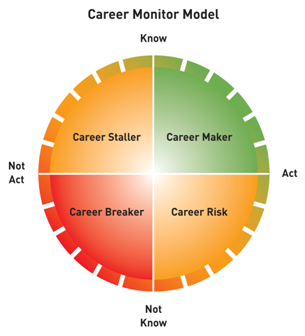 Career Monitor Model
Know
Career Staller
Career Maker
Not
Act
Act
Career Breaker
Career Risk
Not
Know